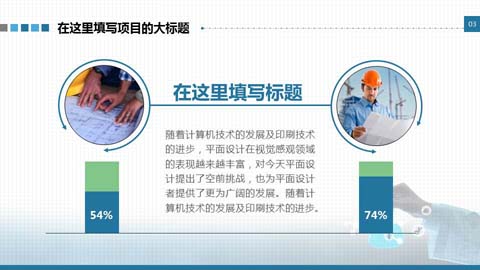 在这里填写项目的大标题
03
在这里填写标题
随着计算机技术的发展及印刷技术
的进步，平面设计在视觉感观领域
的表现越来越丰富，对今天平面设
计提出了空前挑战，也为平面设计
者提供了更为广阔的发展。随着计
算机技术的发展及印刷技术的进步。
54%
74%